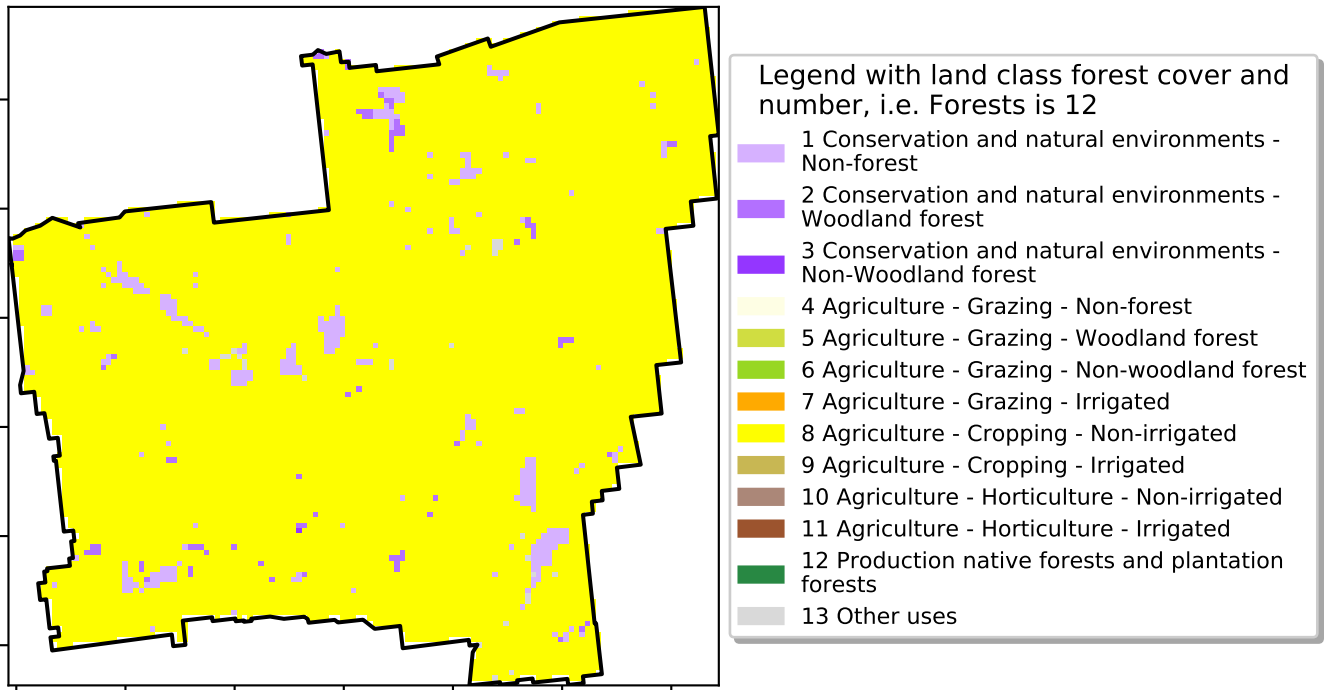 Legend with land class forest cover and
number, i.e. Forests is 12
1 Conservation and natural environments -
Non-forest
2 Conservation and natural environments -
Woodland forest
3 Conservation and natural environments -
Non-Woodland forest
4 Agriculture - Grazing - Non-forest
5 Agriculture - Grazing - Woodland forest
6 Agriculture - Grazing - Non-woodland forest
7 Agriculture - Grazing - Irrigated
8 Agriculture - Cropping - Non-irrigated
9 Agriculture - Cropping - Irrigated
10 Agriculture - Horticulture - Non-irrigated
11 Agriculture - Horticulture - Irrigated
12 Production native forests and plantation
forests
13 Other uses